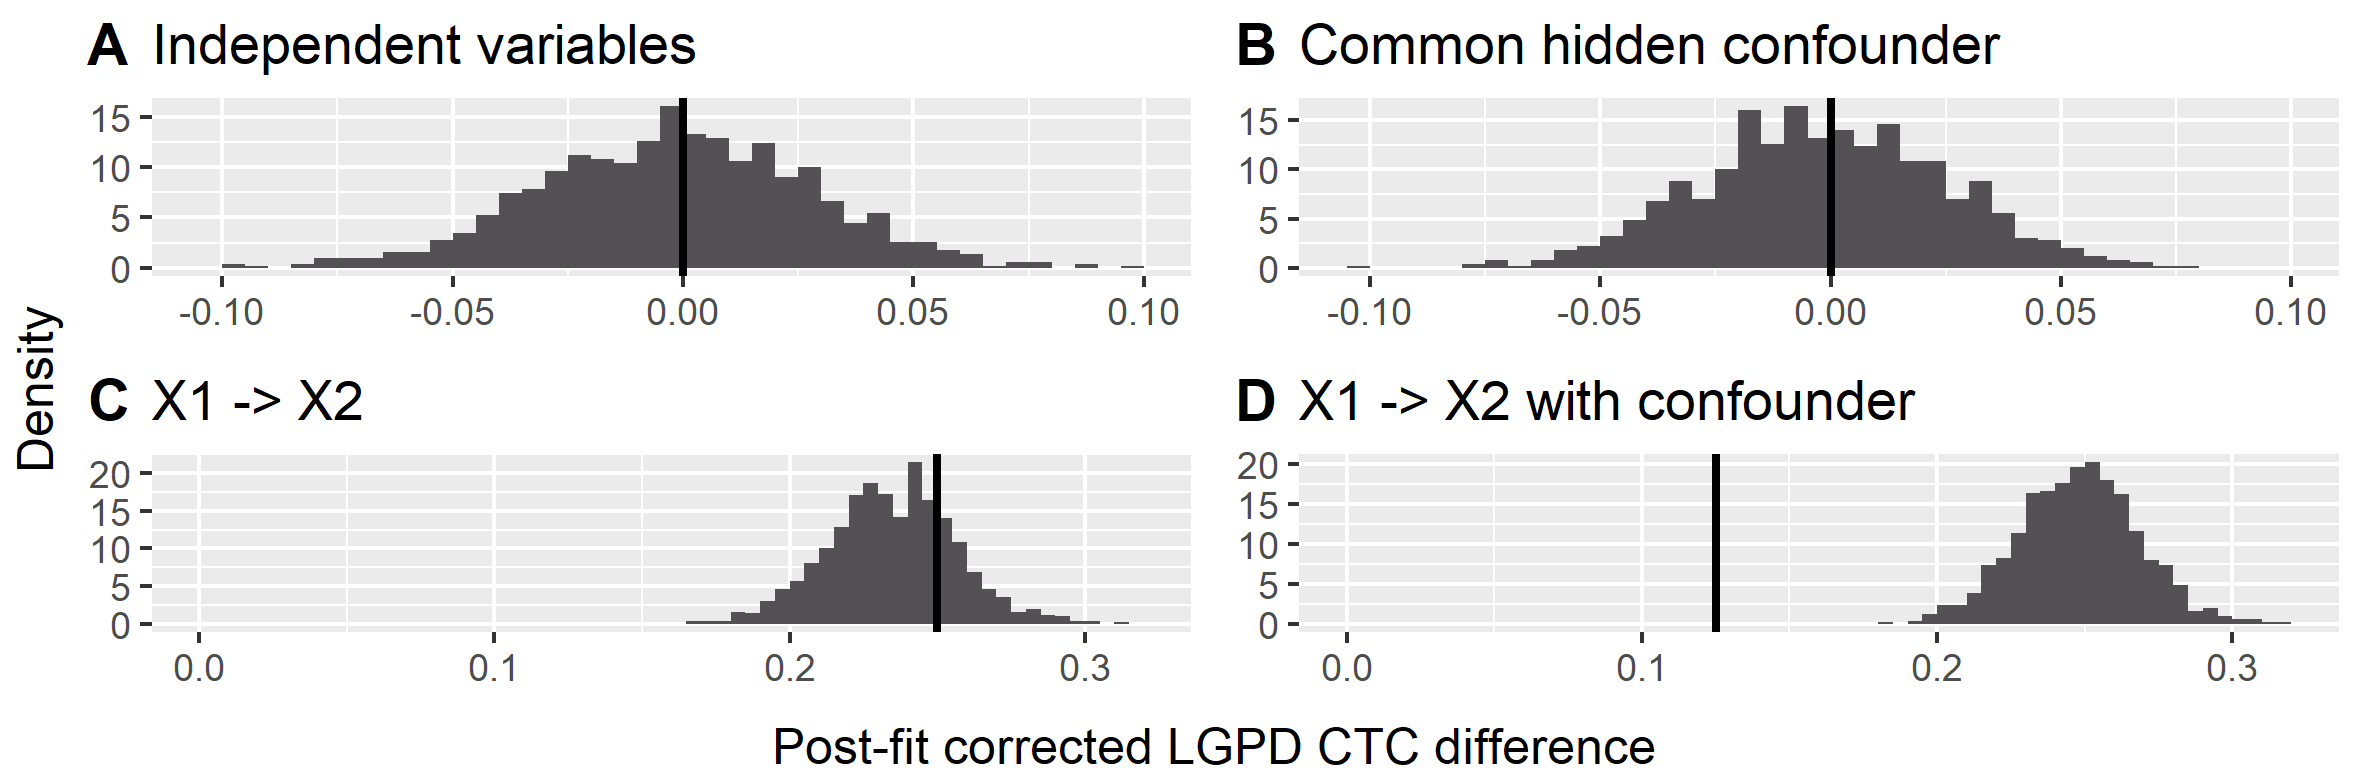 A Independent variables
15
10
5
0
-0.10 -0.05 0.00 0.05 0.10
B Common hidden confounder
15
10
5
0
-0.10 -0.05 0.00 0.05 0.10
Density
C X1 -> X2
20
15
10
5
0
0.0 0.1 0.2 0.3
D X1 -> X2 with confounder
20
15
10
5
0
0.0 0.1 0.2 0.3
Post-fit corrected LGPD CTC difference